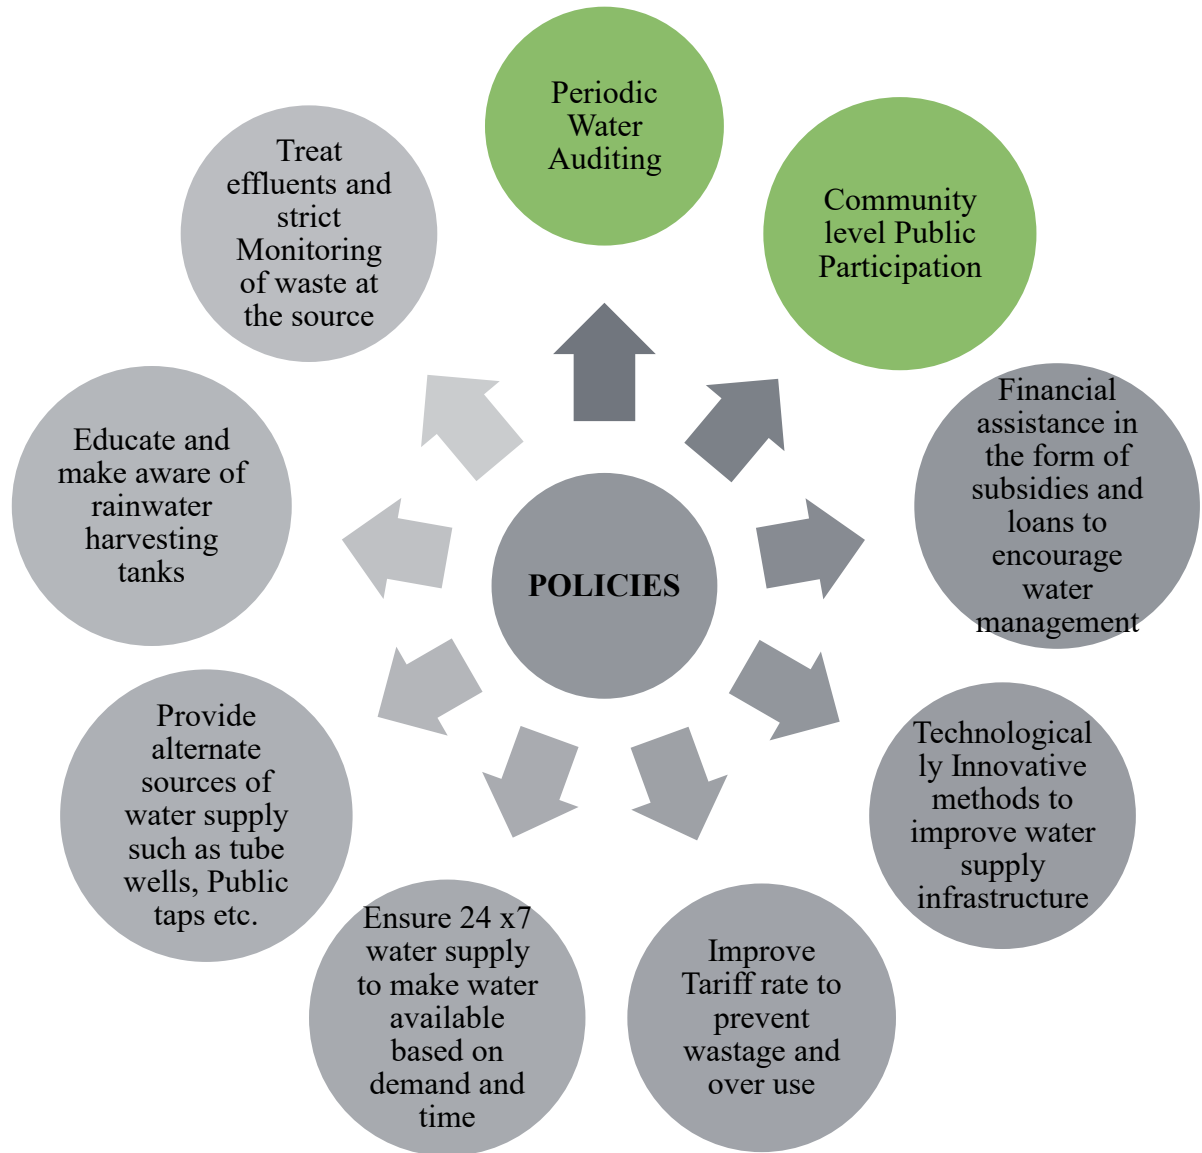 Periodic
Water
Auditing
Community
level Public
Participation
Financial
assistance in
the form of
subsidies and
loans to
encourage
water
management
Technological
ly Innovative
methods to
improve water
supply
infrastructure
Improve
Tariff rate to
prevent
wastage and
over use
Ensure 24 x7
water supply
to make water
available
based on
demand and
time
Provide
alternate
sources of
water supply
such as tube
wells, Public
taps etc.
Educate and
make aware of
rainwater
harvesting
tanks
Treat
effluents and
strict
Monitoring
of waste at
the source
POLICIES